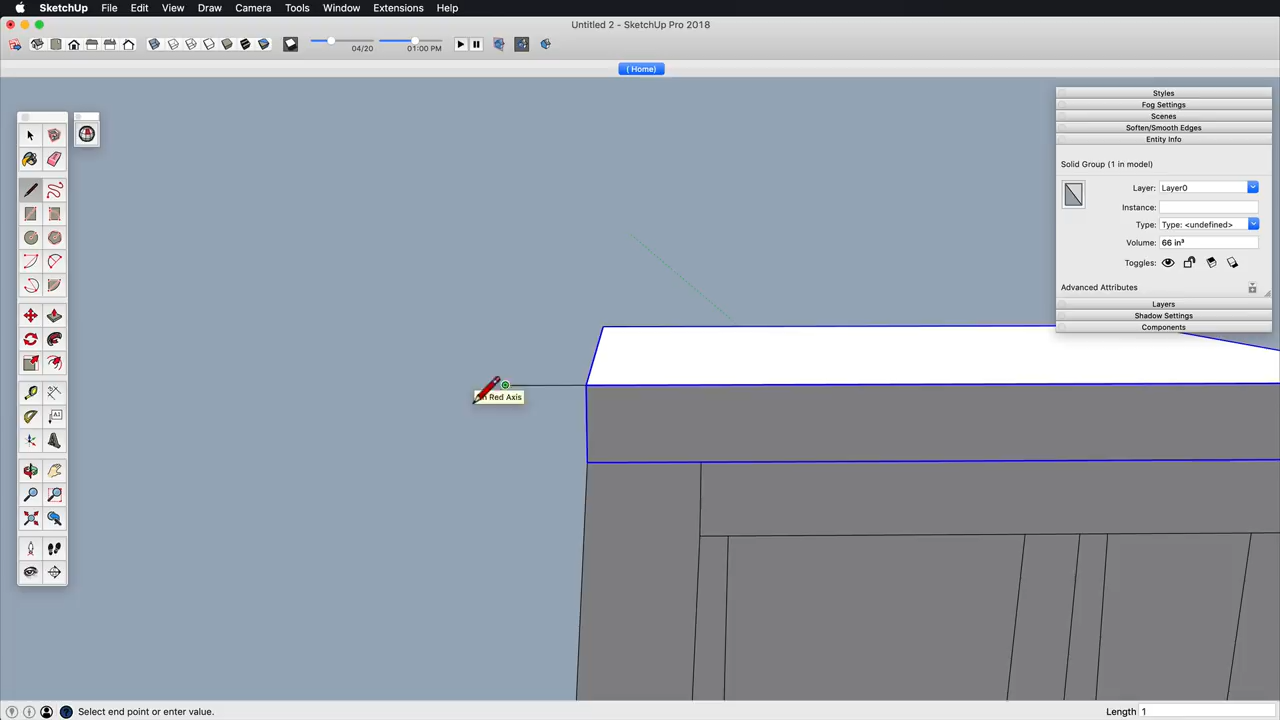 SketchUp File Edit View Draw Camera Tools Window Extensions Help
Untitled 2 - SketchUp Pro 2018
04/20 01:00 PM
( Home)
Styles
Fog Settings
Scenes
Soften/Smooth Edges
Entity Info
Solid Group (1 in model)
Layer: Layer0
Instance:
Type: Type: <undefined>
Volume: 66 in³
Toggles:
Advanced Attributes
Layers
Shadow Settings
Components
Red Axis
Select end point or enter value.
Length 1